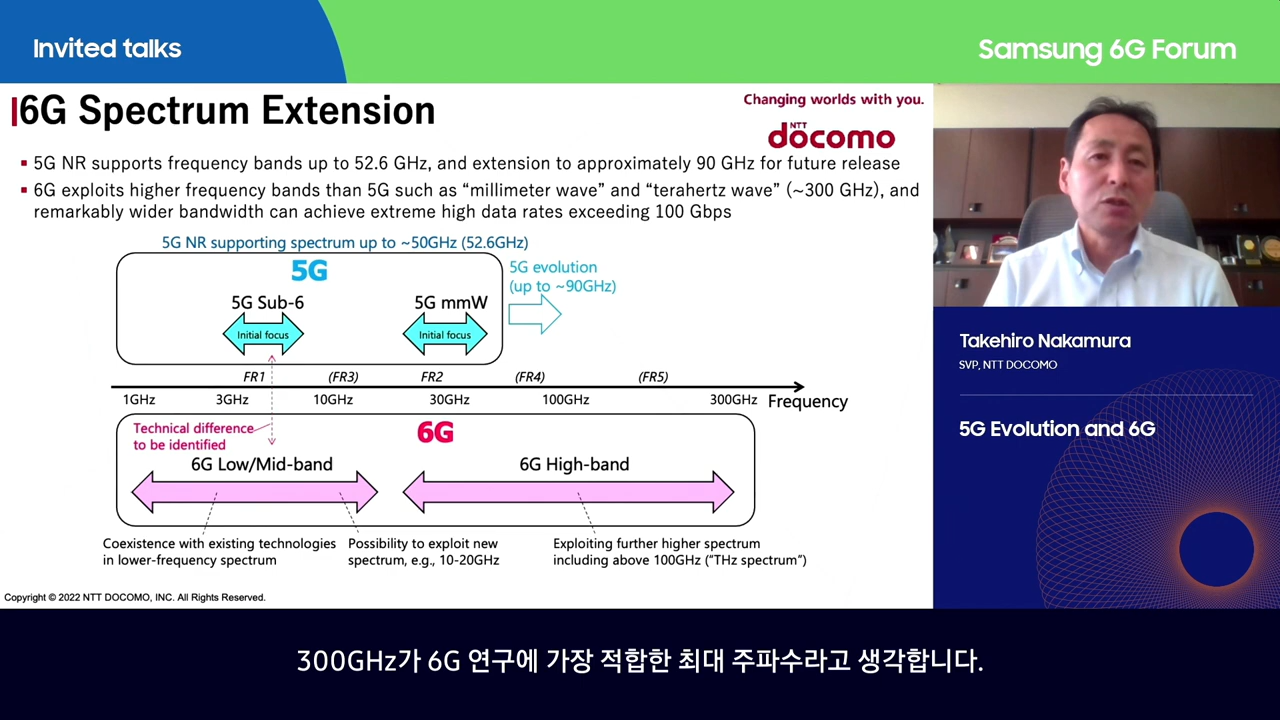 Invited talks
Samsung 6G Forum
6G Spectrum Extension
Changing worlds with you.
NTT
döcomo
▪ 5G NR supports frequency bands up to 52.6 GHz, and extension to approximately 90 GHz for future release
▪ 6G exploits higher frequency bands than 5G such as “millimeter wave” and “terahertz wave” (~300 GHz), and
remarkably wider bandwidth can achieve extreme high data rates exceeding 100 Gbps
5G NR supporting spectrum up to ~50GHz (52.6GHz)
5G
5G evolution
(up to ~90GHz)
5G Sub-6
5G mmW
Initial focus
Initial focus
FR1
(FR3)
FR2
(FR4)
(FR5)
1GHz
3GHz
10GHz
30GHz
100GHz
300GHz
Frequency
Technical difference
to be identified
6G
6G Low/Mid-band
6G High-band
Coexistence with existing technologies
in lower-frequency spectrum
Possibility to exploit new
spectrum, e.g., 10-20GHz
Exploiting further higher spectrum
including above 100GHz (“THz spectrum”)
Copyright © 2022 NTT DOCOMO, INC. All Rights Reserved.
Takehiro Nakamura
SVP, NTT DOCOMO
5G Evolution and 6G
300GHz가 6G 연구에 가장 적합한 최대 주파수라고 생각합니다.